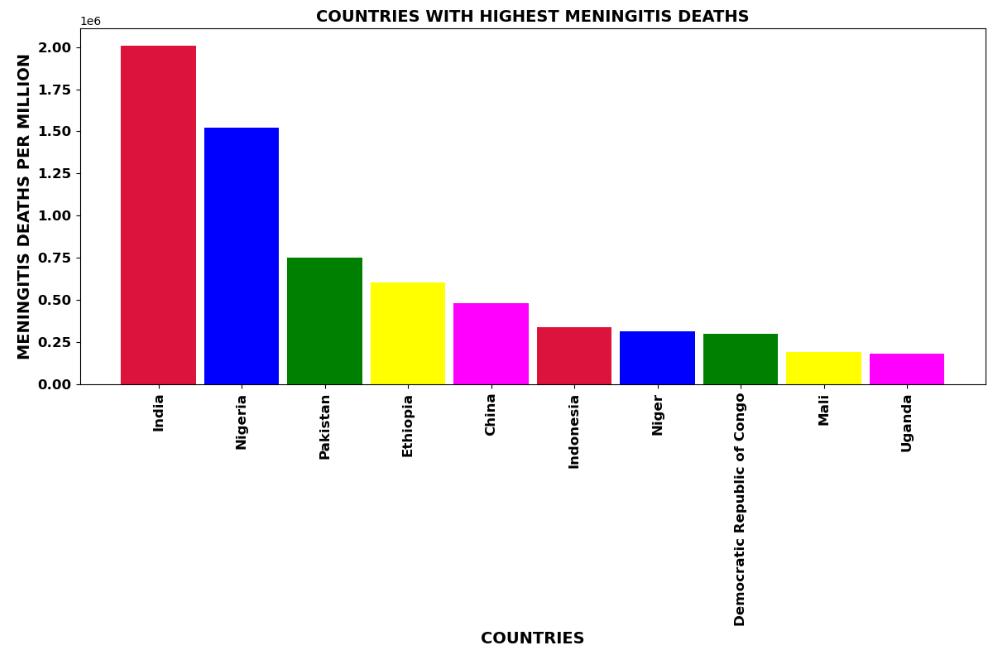 COUNTRIES WITH HIGHEST MENINGITIS DEATHS
1e6
MENINGITIS DEATHS PER MILLION
2.00
1.75
1.50
1.25
1.00
0.75
0.50
0.25
0.00
India
Nigeria
Pakistan
Ethiopia
China
Indonesia
Niger
Democratic Republic of Congo
Mali
Uganda
COUNTRIES